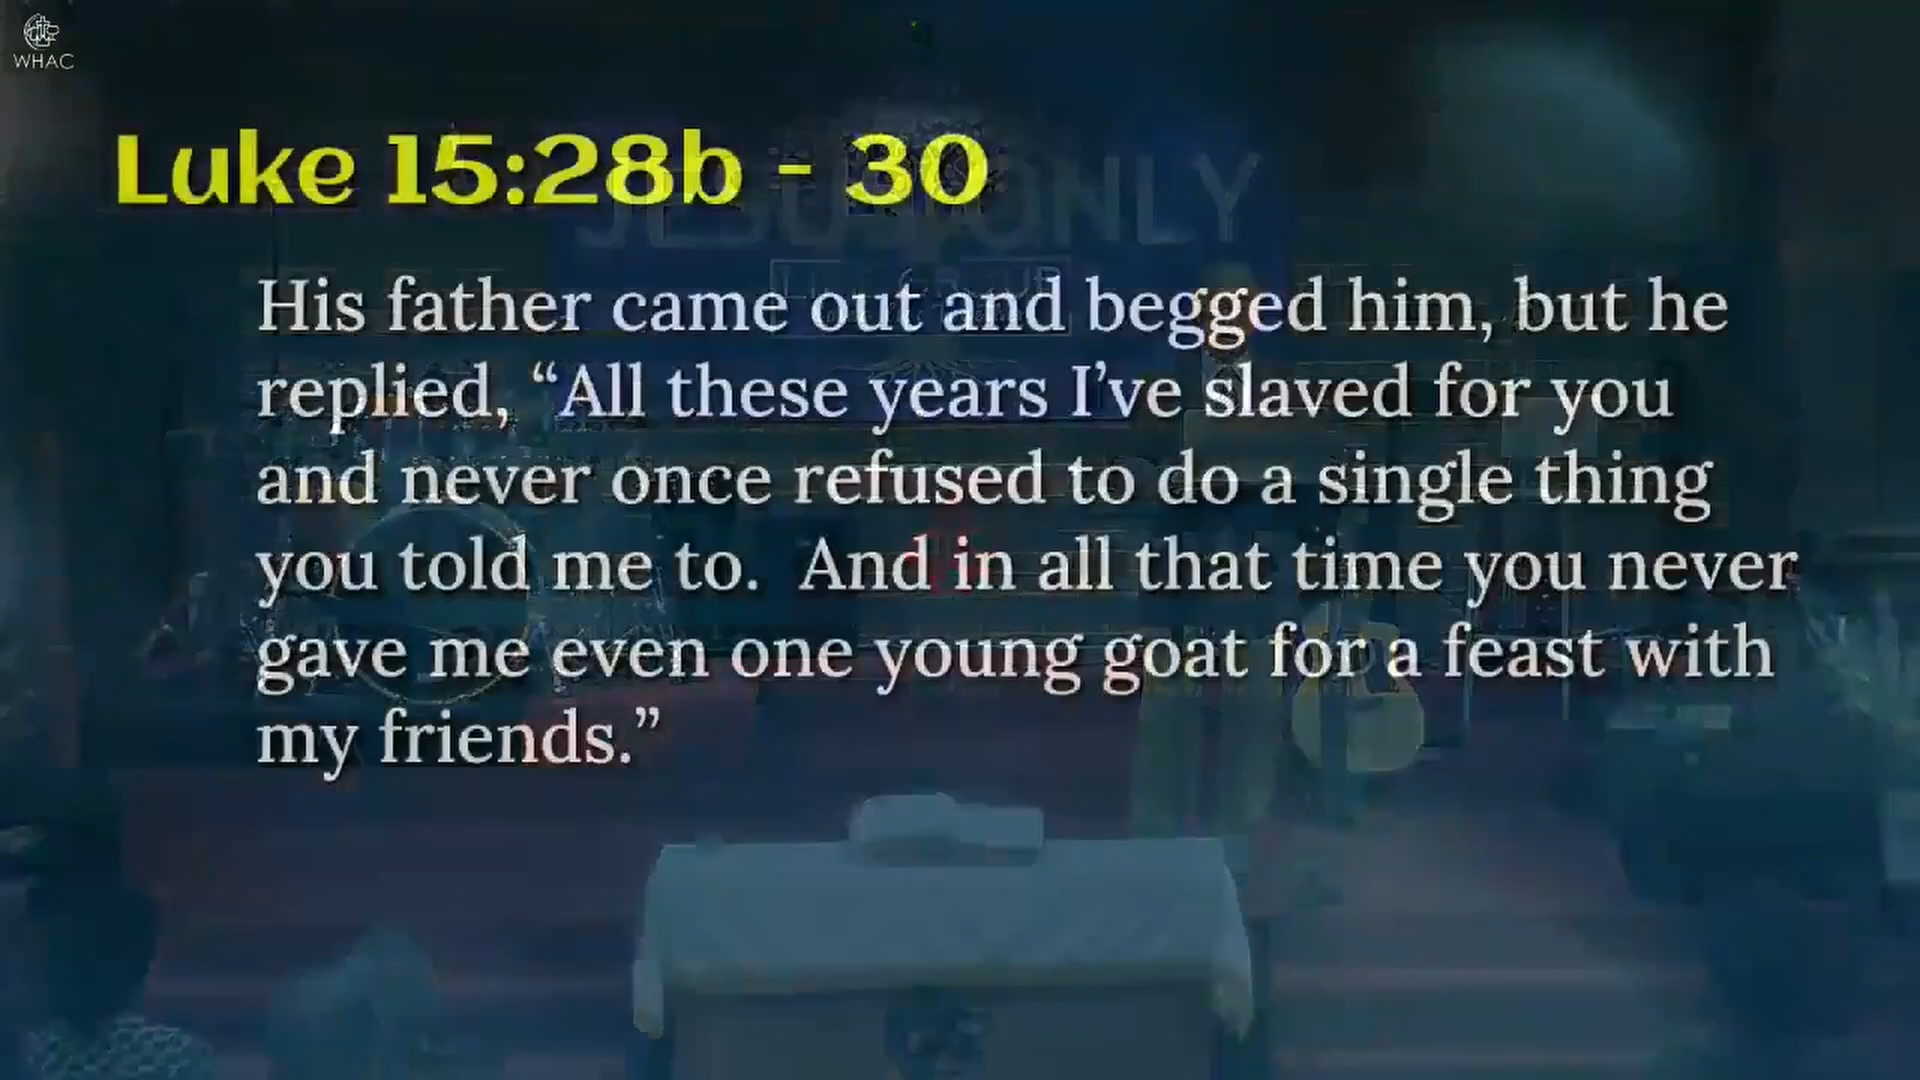 WHAC
Luke 15:28b - 30
JESUS ONLY
His father came out and begged him, but he
replied, “All these years I’ve slaved for you
and never once refused to do a single thing
you told me to.  And in all that time you never
gave me even one young goat for a feast with
my friends.”